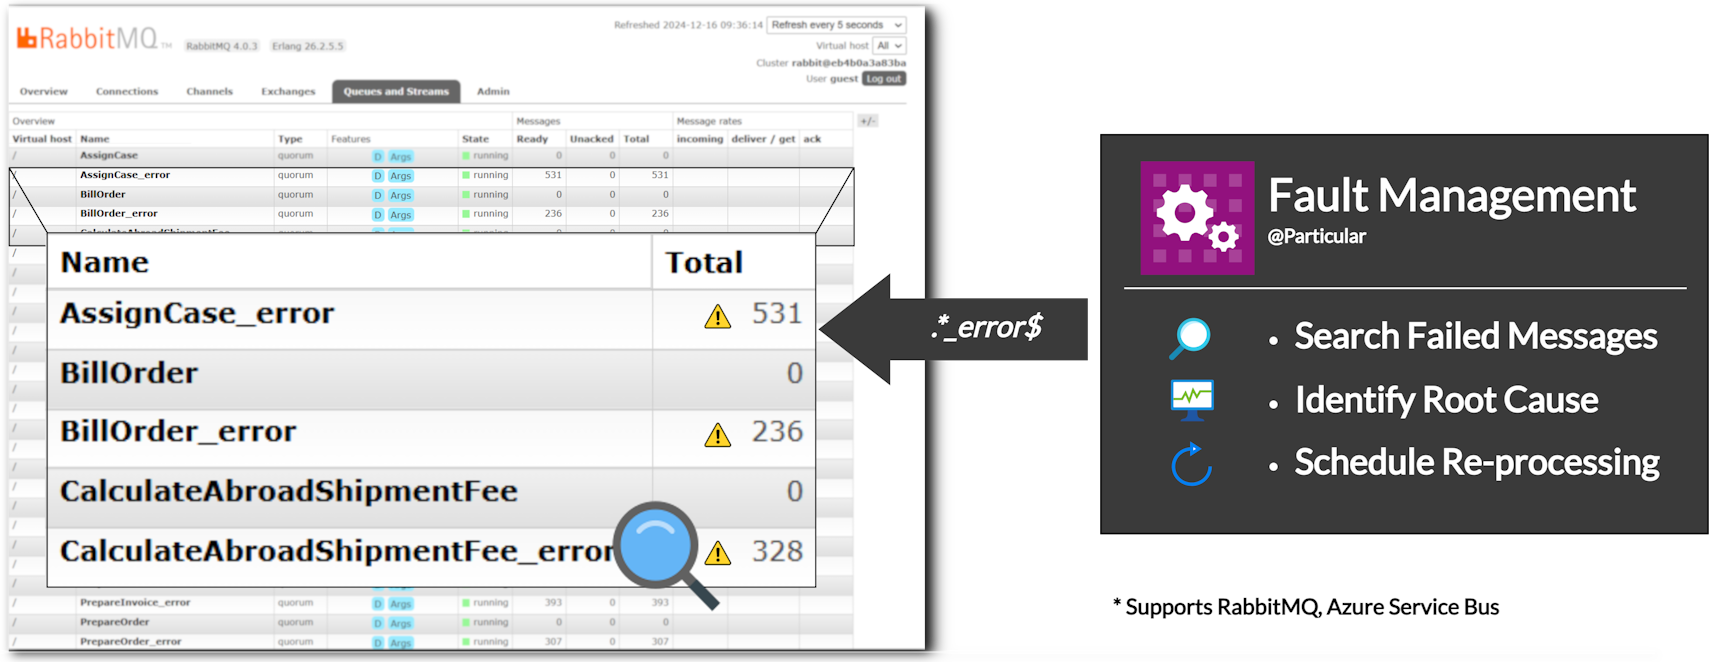 RabbitMQ TM RabbitMQ 4.0.3 Erlang 26.2.5.5
Refreshed 2024-12-16 09:36:14 Refresh every 5 seconds
Virtual host All
Cluster rabbit@eb4b0a3a83ba
User guest Log out
Overview Connections Channels Exchanges Queues and Streams Admin
Overview Messages Message rates +/-
Virtual host Name Type Features State Ready Unacked Total incoming deliver / get ack
/ AssignCase quorum D Args running 0 0 0
/ AssignCase_error quorum D Args running 531 0 531
/ BillOrder quorum D Args running 0 0 0
/ BillOrder_error quorum D Args running 236 0 236
Name Total
AssignCase_error 531
BillOrder 0
BillOrder_error 236
CalculateAbroadShipmentFee 0
CalculateAbroadShipmentFee_error 328
/ PrepareInvoice_error quorum D Args running 393 0 393
/ PrepareOrder quorum D Args running 0 0 0
/ PrepareOrder_error quorum D Args running 307 0 307
.*_error$
Fault Management
@Particular
• Search Failed Messages
• Identify Root Cause
• Schedule Re-processing
* Supports RabbitMQ, Azure Service Bus